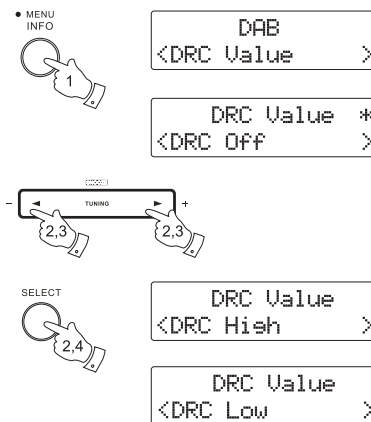 MENU
INFO
1
DAB
<DRC Value >
DRC Value *
<DRC Off >
- ◄ TUNING ► +
2,3 2,3
SELECT
2,4
DRC Value
<DRC High >
DRC Value
<DRC Low >